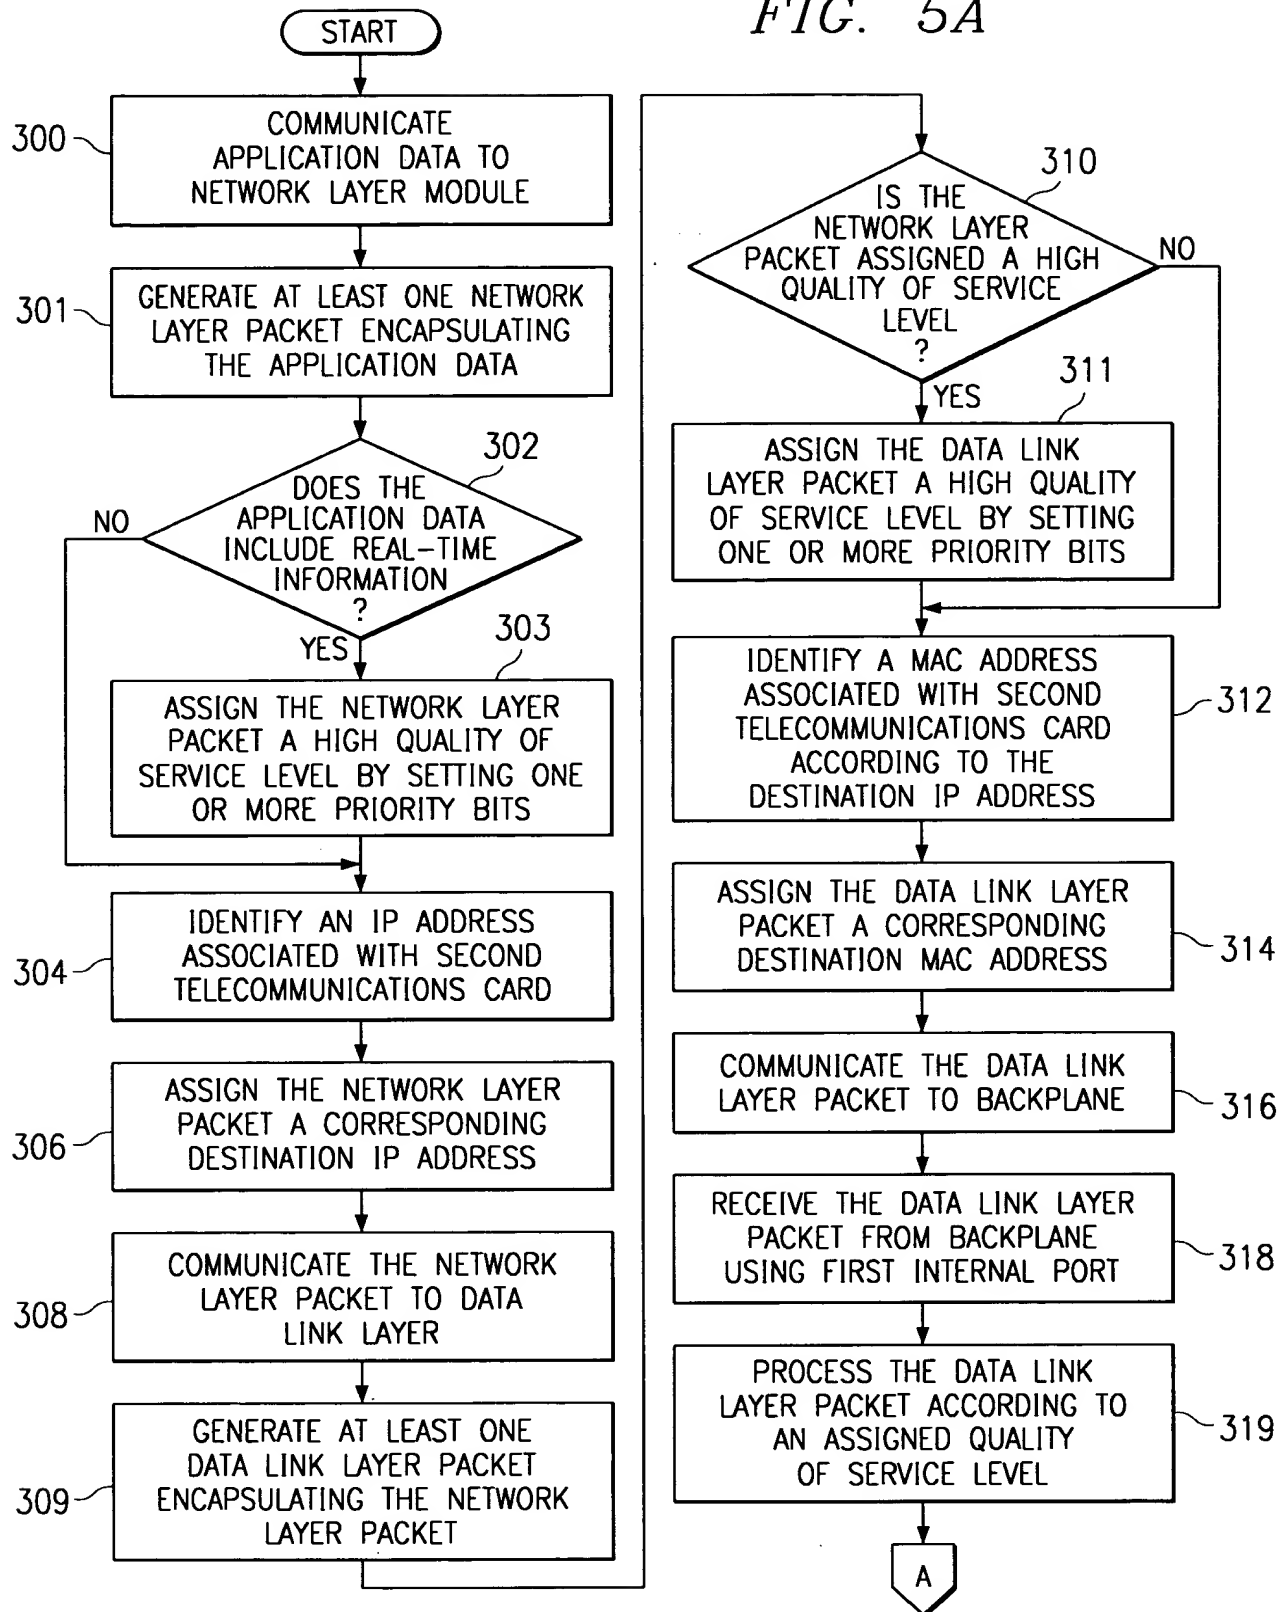 FIG. 5A
START
300
COMMUNICATE
APPLICATION DATA TO
NETWORK LAYER MODULE
301
GENERATE AT LEAST ONE NETWORK
LAYER PACKET ENCAPSULATING
THE APPLICATION DATA
302
DOES THE
APPLICATION DATA
INCLUDE REAL-TIME
INFORMATION
?
NO
YES
303
ASSIGN THE NETWORK LAYER
PACKET A HIGH QUALITY OF
SERVICE LEVEL BY SETTING ONE
OR MORE PRIORITY BITS
304
IDENTIFY AN IP ADDRESS
ASSOCIATED WITH SECOND
TELECOMMUNICATIONS CARD
306
ASSIGN THE NETWORK LAYER
PACKET A CORRESPONDING
DESTINATION IP ADDRESS
308
COMMUNICATE THE NETWORK
LAYER PACKET TO DATA
LINK LAYER
309
GENERATE AT LEAST ONE
DATA LINK LAYER PACKET
ENCAPSULATING THE NETWORK
LAYER PACKET
310
IS THE
NETWORK LAYER
PACKET ASSIGNED A HIGH
QUALITY OF SERVICE
LEVEL
?
NO
YES
311
ASSIGN THE DATA LINK
LAYER PACKET A HIGH QUALITY
OF SERVICE LEVEL BY SETTING
ONE OR MORE PRIORITY BITS
IDENTIFY A MAC ADDRESS
ASSOCIATED WITH SECOND
TELECOMMUNICATIONS CARD
ACCORDING TO THE
DESTINATION IP ADDRESS
312
ASSIGN THE DATA LINK LAYER
PACKET A CORRESPONDING
DESTINATION MAC ADDRESS
314
COMMUNICATE THE DATA LINK
LAYER PACKET TO BACKPLANE
316
RECEIVE THE DATA LINK LAYER
PACKET FROM BACKPLANE
USING FIRST INTERNAL PORT
318
PROCESS THE DATA LINK
LAYER PACKET ACCORDING TO
AN ASSIGNED QUALITY
OF SERVICE LEVEL
319
A